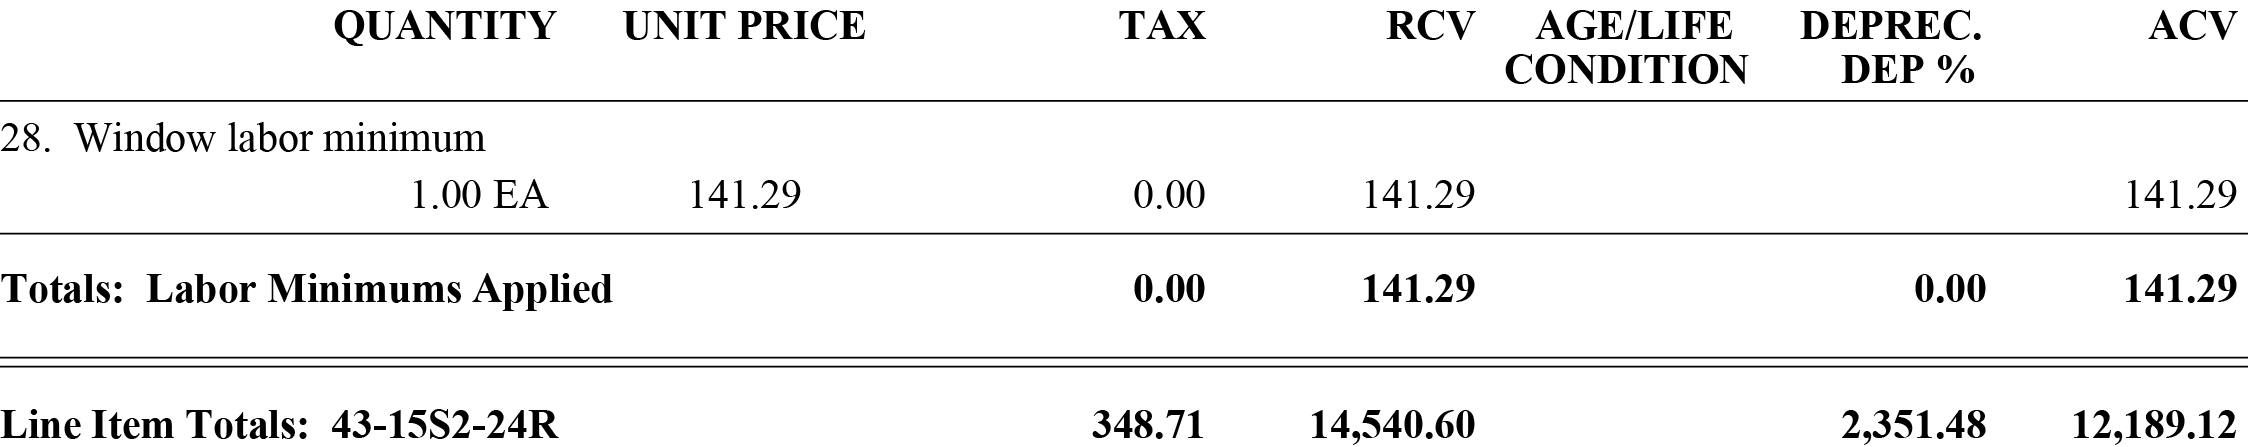 QUANTITY UNIT PRICE TAX RCV AGE/LIFE DEPREC. ACV
CONDITION DEP %
28. Window labor minimum
1.00 EA 141.29 0.00 141.29 141.29
Totals: Labor Minimums Applied 0.00 141.29 0.00 141.29
Line Item Totals: 43-15S2-24R 348.71 14,540.60 2,351.48 12,189.12